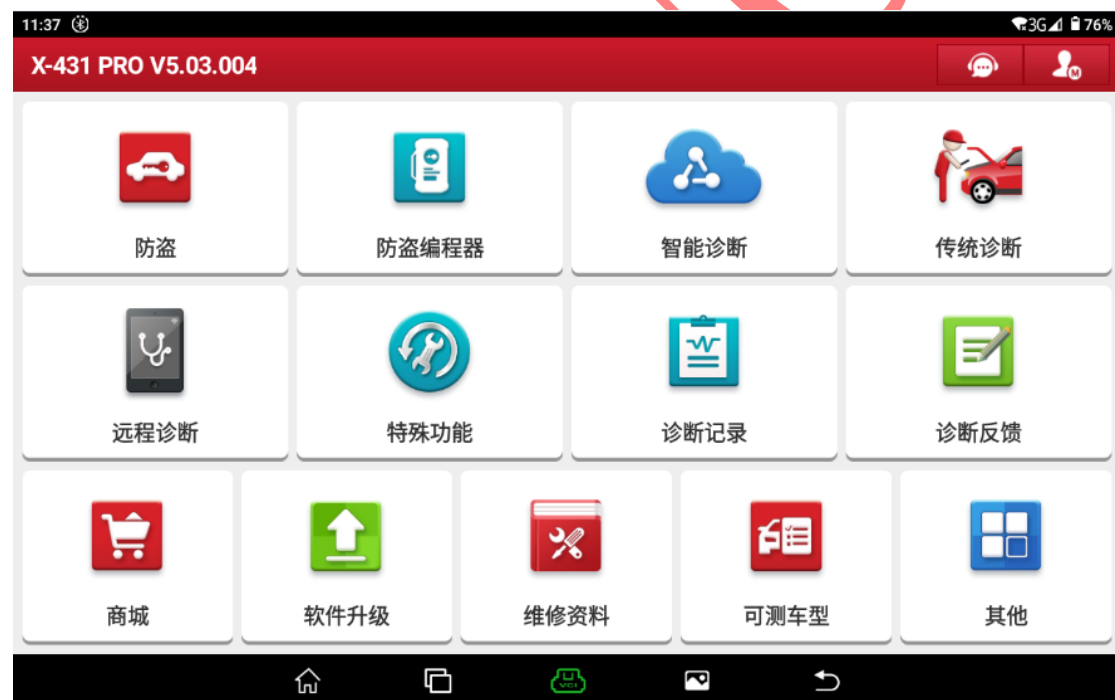 11:37 3G 76%
X-431 PRO V5.03.004
M
防盗 防盗编程器 智能诊断 传统诊断
远程诊断 特殊功能 诊断记录 诊断反馈
商城 软件升级 维修资料 可测车型 其他
VCI